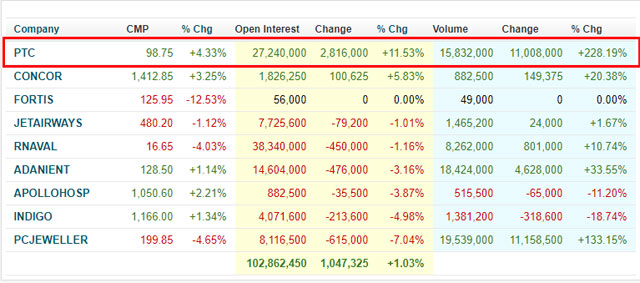 Company CMP % Chg Open Interest Change % Chg Volume Change % Chg
PTC 98.75 +4.33% 27,240,000 2,816,000 +11.53% 15,832,000 11,008,000 +228.19%
CONCOR 1,412.85 +3.25% 1,826,250 100,625 +5.83% 882,500 149,375 +20.38%
FORTIS 125.95 -12.53% 56,000 0 0.00% 49,000 0 0.00%
JETAIRWAYS 480.20 -1.12% 7,725,600 -79,200 -1.01% 1,465,200 24,000 +1.67%
RNAVAL 16.65 -4.03% 38,340,000 -450,000 -1.16% 8,262,000 801,000 +10.74%
ADANIENT 128.50 +1.14% 14,604,000 -476,000 -3.16% 18,424,000 4,628,000 +33.55%
APOLLOHOSP 1,050.60 +2.21% 882,500 -35,500 -3.87% 515,500 -65,000 -11.20%
INDIGO 1,166.00 +1.34% 4,071,600 -213,600 -4.98% 1,381,200 -318,600 -18.74%
PCJEWELLER 199.85 -4.65% 8,116,500 -615,000 -7.04% 19,539,000 11,158,500 +133.15%
102,862,450 1,047,325 +1.03%